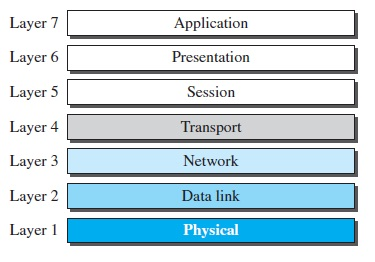 Layer 7 Application
Layer 6 Presentation
Layer 5 Session
Layer 4 Transport
Layer 3 Network
Layer 2 Data link
Layer 1 Physical